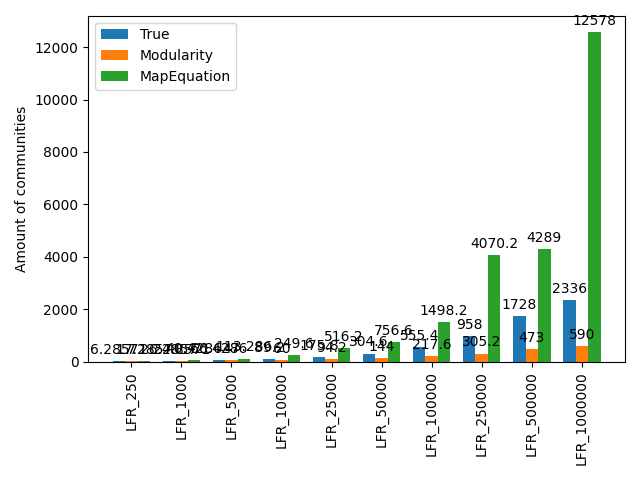 12578
True
Modularity
MapEquation
Amount of communities
12000
10000
8000
6000
4000
2000
0
4070.2
4289
2336
1728
1498.2
958
756.6
555.4
516.2
473
590
304.6
305.2
249.6
217.6
144
60
LFR_250
LFR_1000
LFR_5000
LFR_10000
LFR_25000
LFR_50000
LFR_100000
LFR_250000
LFR_500000
LFR_1000000